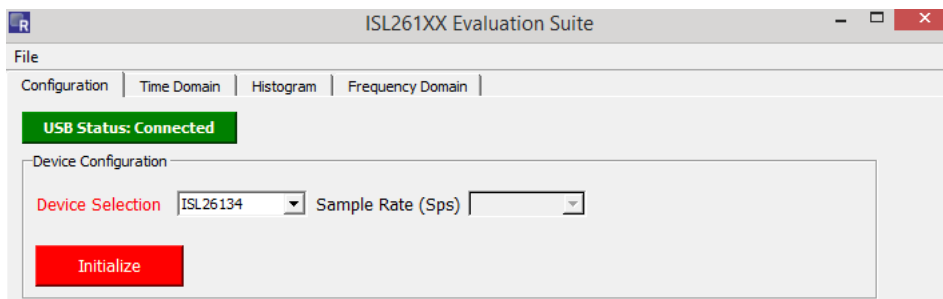 R
ISL261XX Evaluation Suite
File
Configuration
Time Domain
Histogram
Frequency Domain
USB Status: Connected
Device Configuration
Device Selection
ISL26134
Sample Rate (Sps)
Initialize